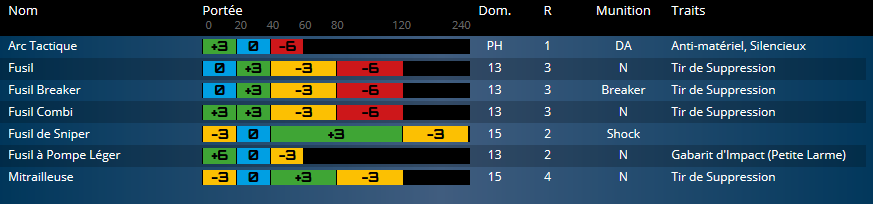 Nom Portée Dom. R Munition Traits
0 20 40 60 80 120 240
Arc Tactique +3 0 -6 PH 1 DA Anti-matériel, Silencieux
Fusil 0 +3 -3 -6 13 3 N Tir de Suppression
Fusil Breaker 0 +3 -3 -6 13 3 Breaker Tir de Suppression
Fusil Combi +3 +3 -3 -6 13 3 N Tir de Suppression
Fusil de Sniper -3 0 +3 -3 15 2 Shock
Fusil à Pompe Léger +6 0 -3 13 2 N Gabarit d'Impact (Petite Larme)
Mitrailleuse -3 0 +3 -3 15 4 N Tir de Suppression